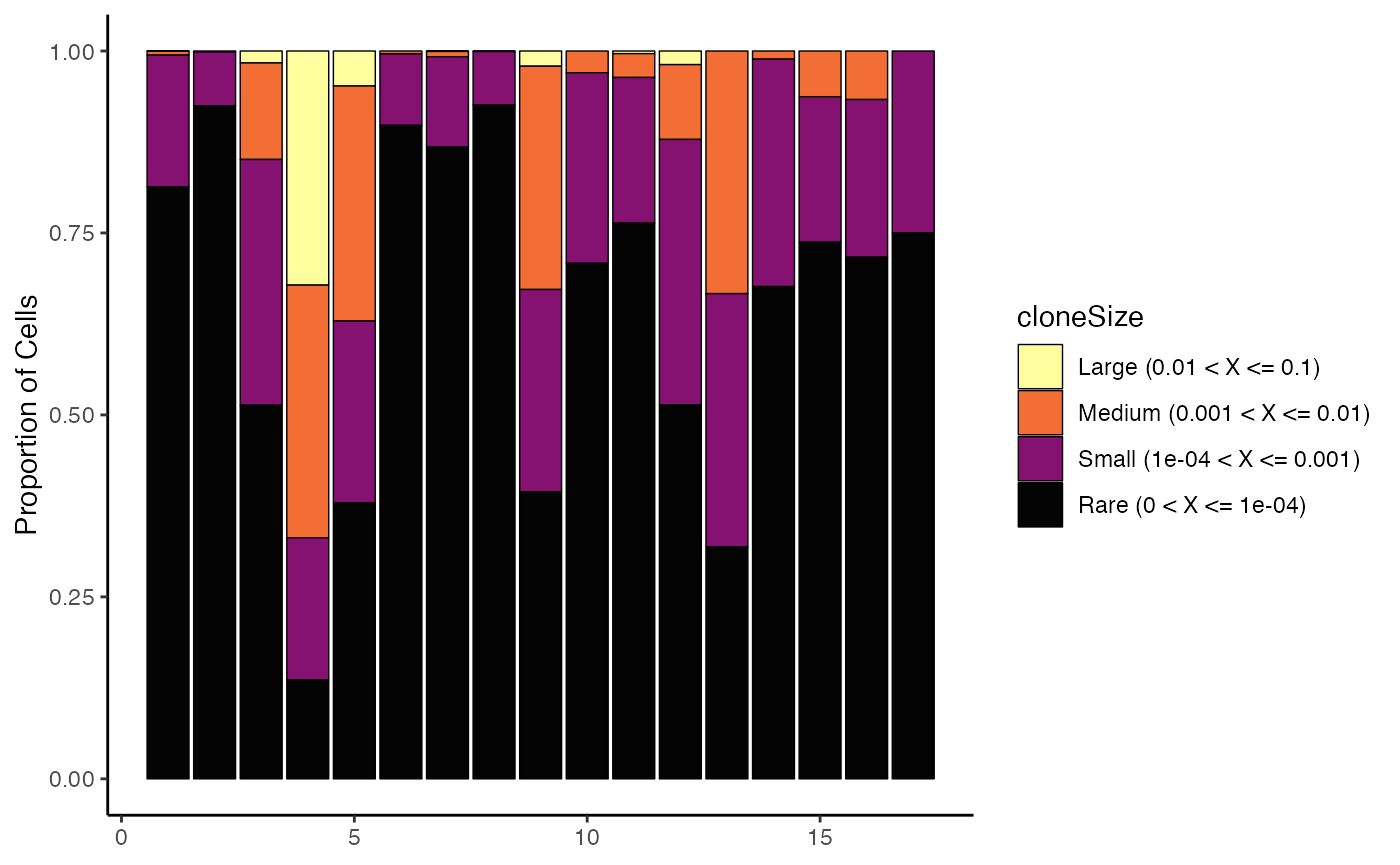 Proportion of Cells
1.00
0.75
0.50
0.25
0.00
0
5
10
15
cloneSize
Large (0.01 < X <= 0.1)
Medium (0.001 < X <= 0.01)
Small (1e-04 < X <= 0.001)
Rare (0 < X <= 1e-04)